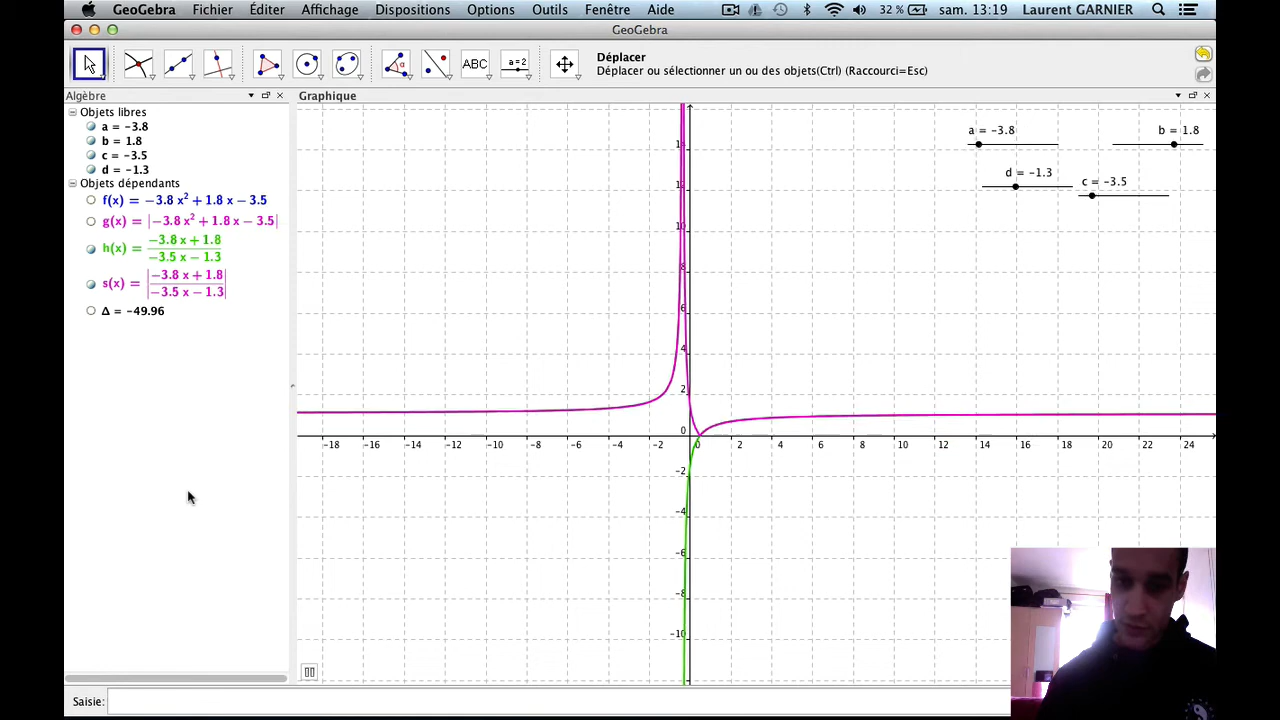 GeoGebra Fichier Éditer Affichage Dispositions Options Outils Fenêtre Aide 32 % sam. 13:19 Laurent GARNIER
GeoGebra
ABC
a = 2
Déplacer
Déplacer ou sélectionner un ou des objets(Ctrl) (Raccourci=Esc)
Algèbre
Graphique
Objets libres
a = −3.8
b = 1.8
c = −3.5
d = −1.3
Objets dépendants
f(x) = −3.8 x² + 1.8 x − 3.5
g(x) = |−3.8 x² + 1.8 x − 3.5|
h(x) = (−3.8 x + 1.8) / (−3.5 x − 1.3)
s(x) = |(−3.8 x + 1.8) / (−3.5 x − 1.3)|
Δ = −49.96
a = −3.8
b = 1.8
d = −1.3
c = −3.5
14
12
10
8
6
4
2
0
-18 -16 -14 -12 -10 -8 -6 -4 -2 0 2 4 6 8 10 12 14 16 18 20 22 24
-2
-4
-6
-8
-10
Saisie: